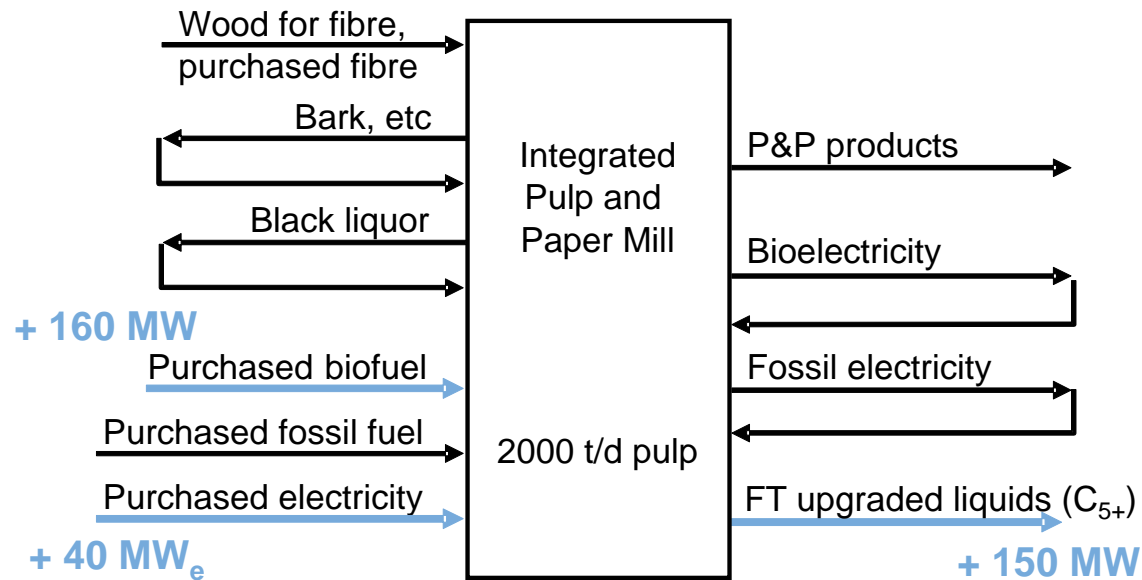 Wood for fibre,
purchased fibre
Bark, etc
Black liquor
+ 160 MW
Purchased biofuel
Purchased fossil fuel
Purchased electricity
+ 40 MWₑ
Integrated
Pulp and
Paper Mill
2000 t/d pulp
P&P products
Bioelectricity
Fossil electricity
FT upgraded liquids (C₅₊)
+ 150 MW